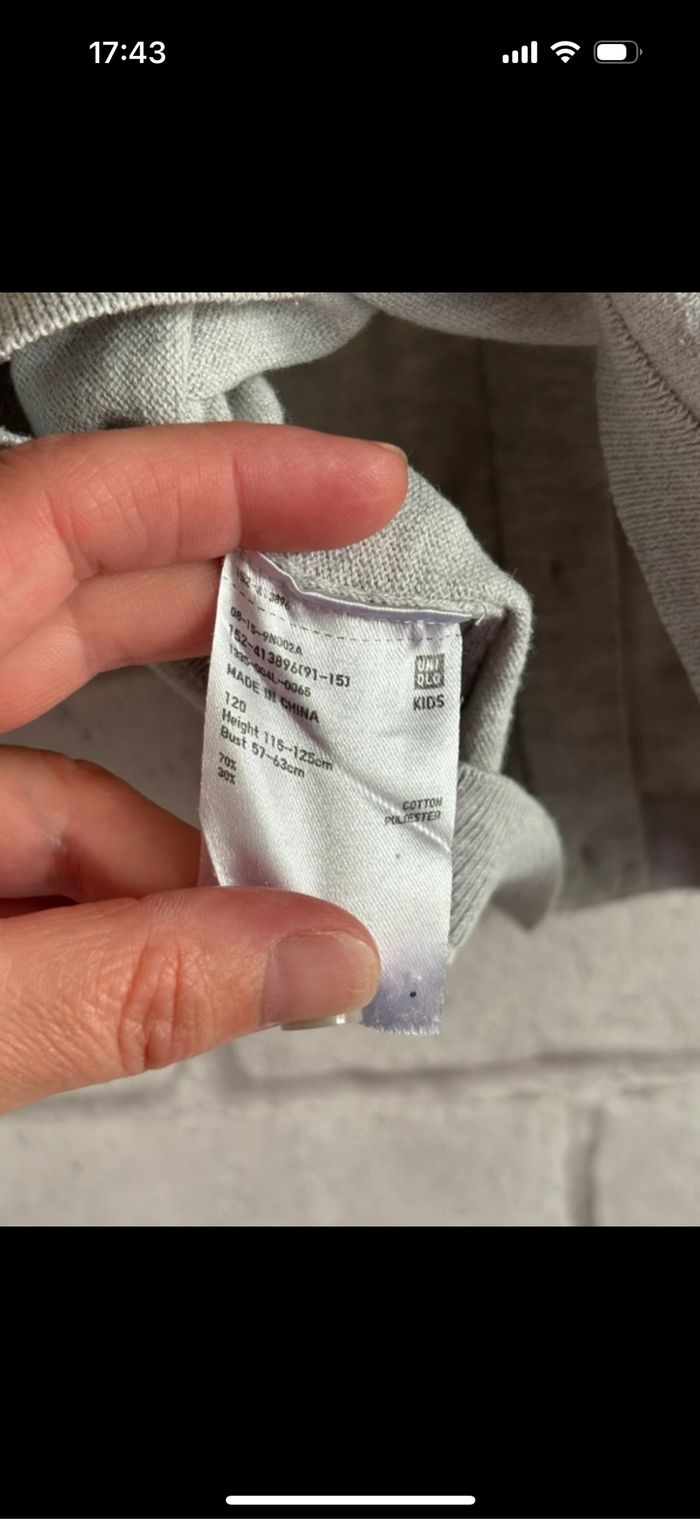 17:43
08-15-9N002A
152-413896(91-15)
MADE IN CHINA
120
Height 115-125cm
Bust 57-63cm
70%
30%
UNI
QLO
KIDS
COTTON
POLYESTER